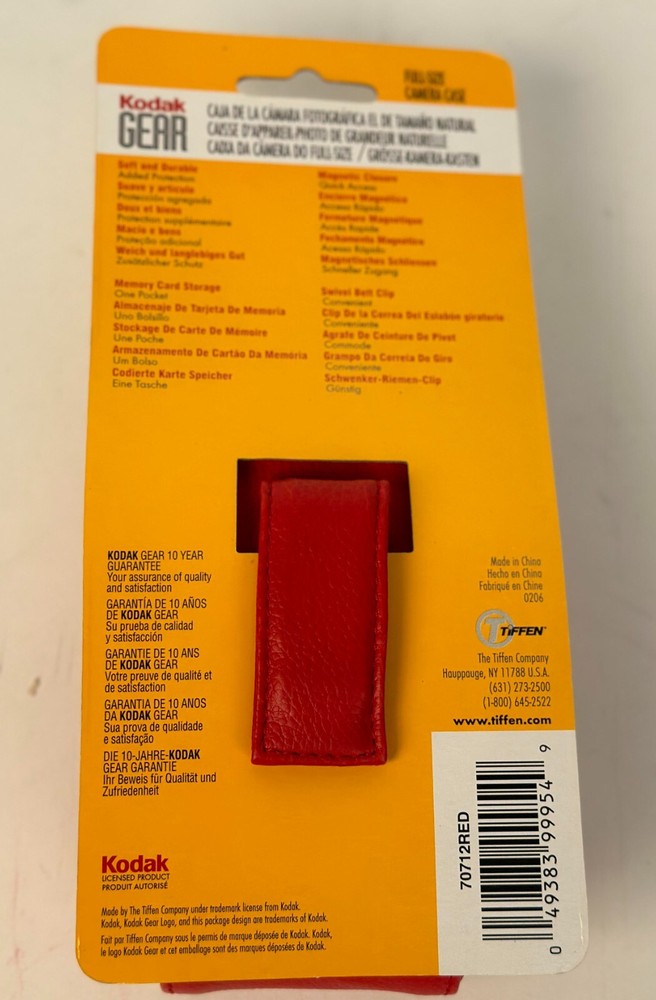 FULL-SIZE
CAMERA CASE
Kodak
GEAR
CAJA DE LA CÁMARA FOTOGRÁFICA EL DE TAMAÑO NATURAL
CAISSE D'APPAREIL-PHOTO DE GRANDEUR NATURELLE
CAIXA DA CÂMERA DO FULL-SIZE / GRÖSSE-KAMERA-KASTEN
Soft and Durable
Added Protection
Suave y articulo
Protección agregada
Doux et biens
Protection supplémentaire
Macio e bens
Proteção adicional
Weich und langlebiges Gut
Zusätzlicher Schutz
Memory Card Storage
One Pocket
Almacenaje De Tarjeta De Memoria
Uno Bolsillo
Stockage De Carte De Mémoire
Une Poche
Armazenamento De Cartão Da Memória
Um Bolso
Codierte Karte Speicher
Eine Tasche
Magnetic Closure
Quick Access
Encierro Magnético
Acceso Rápido
Fermeture Magnétique
Accès Rapide
Fechamento Magnético
Acesso Rápido
Magnetisches Schliessen
Schneller Zugang
Swivel Belt Clip
Convenient
Clip De la Correa Del Eslabón giratorio
Conveniente
Agrafe De Ceinture De Pivot
Commode
Grampo Da Correia Do Giro
Conveniente
Schwenker-Riemen-Clip
Günstig
KODAK GEAR 10 YEAR
GUARANTEE
Your assurance of quality
and satisfaction
GARANTÍA DE 10 AÑOS
DE KODAK GEAR
Su prueba de calidad
y satisfacción
GARANTIE DE 10 ANS
DE KODAK GEAR
Votre preuve de qualité et
de satisfaction
GARANTIA DE 10 ANOS
DA KODAK GEAR
Sua prova de qualidade
e satisfação
DIE 10-JAHRE-KODAK
GEAR GARANTIE
Ihr Beweis für Qualität und
Zufriedenheit
Made in China
Hecho en China
Fabriqué en Chine
0206
TIFFEN
The Tiffen Company
Hauppauge, NY 11788 U.S.A.
(631) 273-2500
(1-800) 645-2522
www.tiffen.com
70712RED
0 49383 99954 9
Kodak
LICENSED PRODUCT
PRODUIT AUTORISÉ
Made by The Tiffen Company under trademark license from Kodak.
Kodak, Kodak Gear Logo, and this package design are trademarks of Kodak.
Fait par Tiffen Company sous le permis de marque déposée de Kodak. Kodak,
le logo Kodak Gear et cet emballage sont des marques déposées de Kodak.